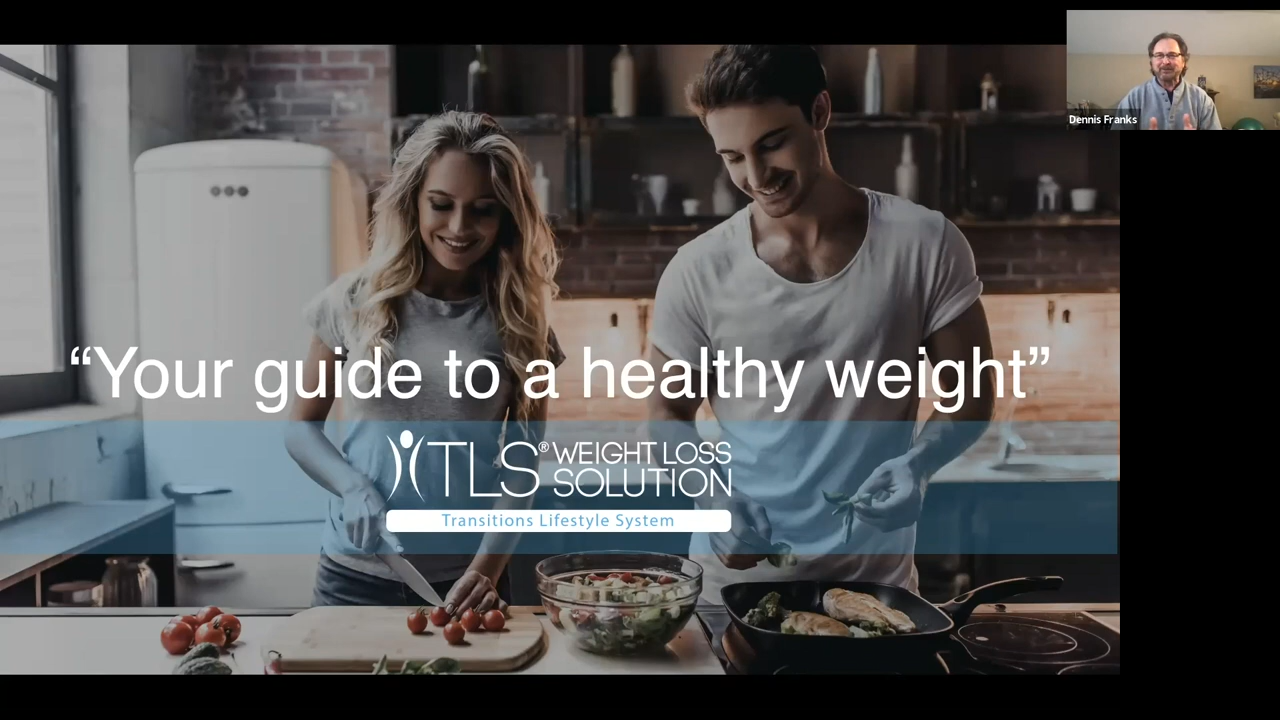 Dennis Franks
“Your guide to a healthy weight”
TLS® WEIGHT LOSS
SOLUTION
Transitions Lifestyle System